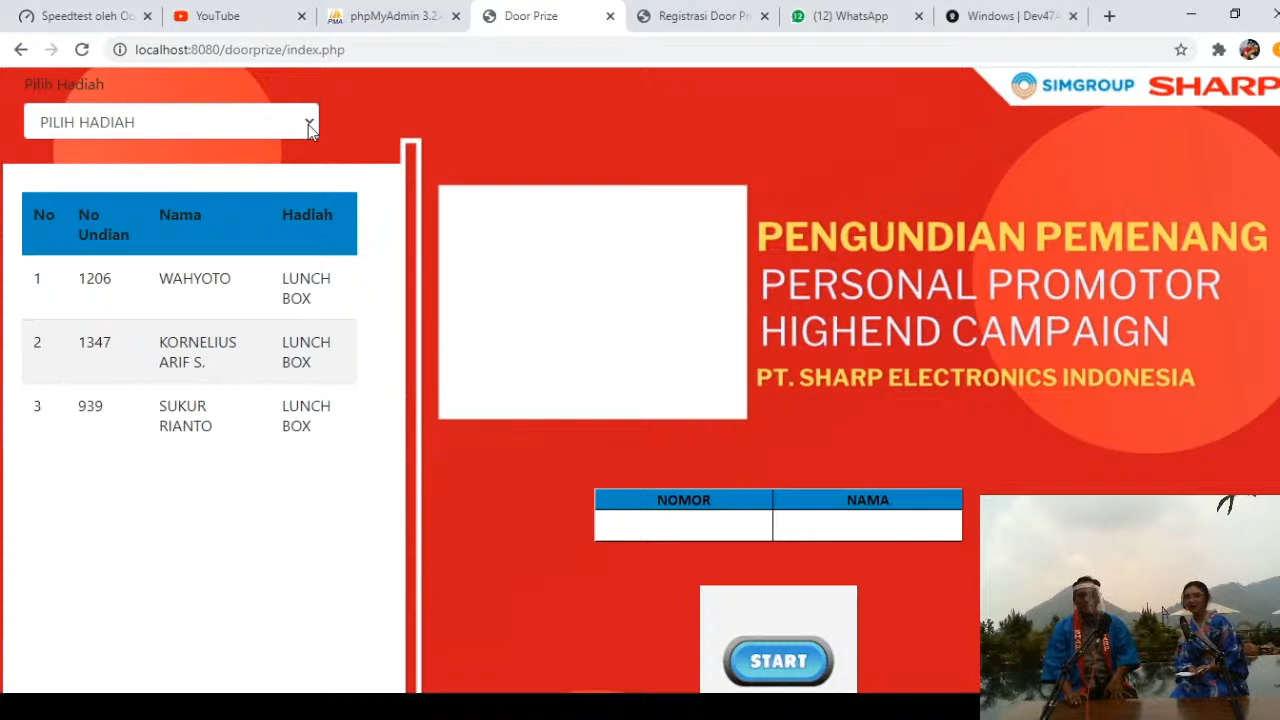 Speedtest oleh Oo
YouTube
phpMyAdmin 3.2
Door Prize
Registrasi Door Pr
(12) WhatsApp
Windows | Dev47A
localhost:8080/doorprize/index.php
Pilih Hadiah
PILIH HADIAH
SIMGROUP
SHARP
No
No Undian
Nama
Hadiah
1
1206
WAHYOTO
LUNCH BOX
2
1347
KORNELIUS ARIF S.
LUNCH BOX
3
939
SUKUR RIANTO
LUNCH BOX
PENGUNDIAN PEMENANG
PERSONAL PROMOTOR
HIGHEND CAMPAIGN
PT. SHARP ELECTRONICS INDONESIA
NOMOR
NAMA
START